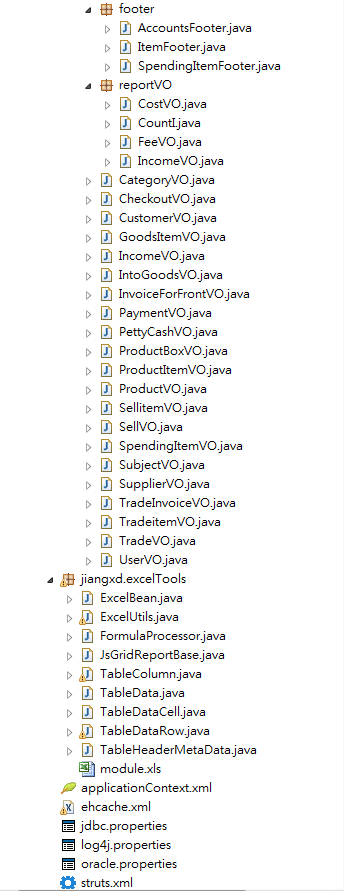 footer
AccountsFooter.java
ItemFooter.java
SpendingItemFooter.java
reportVO
CostVO.java
CountI.java
FeeVO.java
IncomeVO.java
CategoryVO.java
CheckoutVO.java
CustomerVO.java
GoodsItemVO.java
IncomeVO.java
IntoGoodsVO.java
InvoiceForFrontVO.java
PaymentVO.java
PettyCashVO.java
ProductBoxVO.java
ProductItemVO.java
ProductVO.java
SellitemVO.java
SellVO.java
SpendingItemVO.java
SubjectVO.java
SupplierVO.java
TradeInvoiceVO.java
TradeitemVO.java
TradeVO.java
UserVO.java
jiangxd.excelTools
ExcelBean.java
ExcelUtils.java
FormulaProcessor.java
JsGridReportBase.java
TableColumn.java
TableData.java
TableDataCell.java
TableDataRow.java
TableHeaderMetaData.java
module.xls
applicationContext.xml
ehcache.xml
jdbc.properties
log4j.properties
oracle.properties
struts.xml